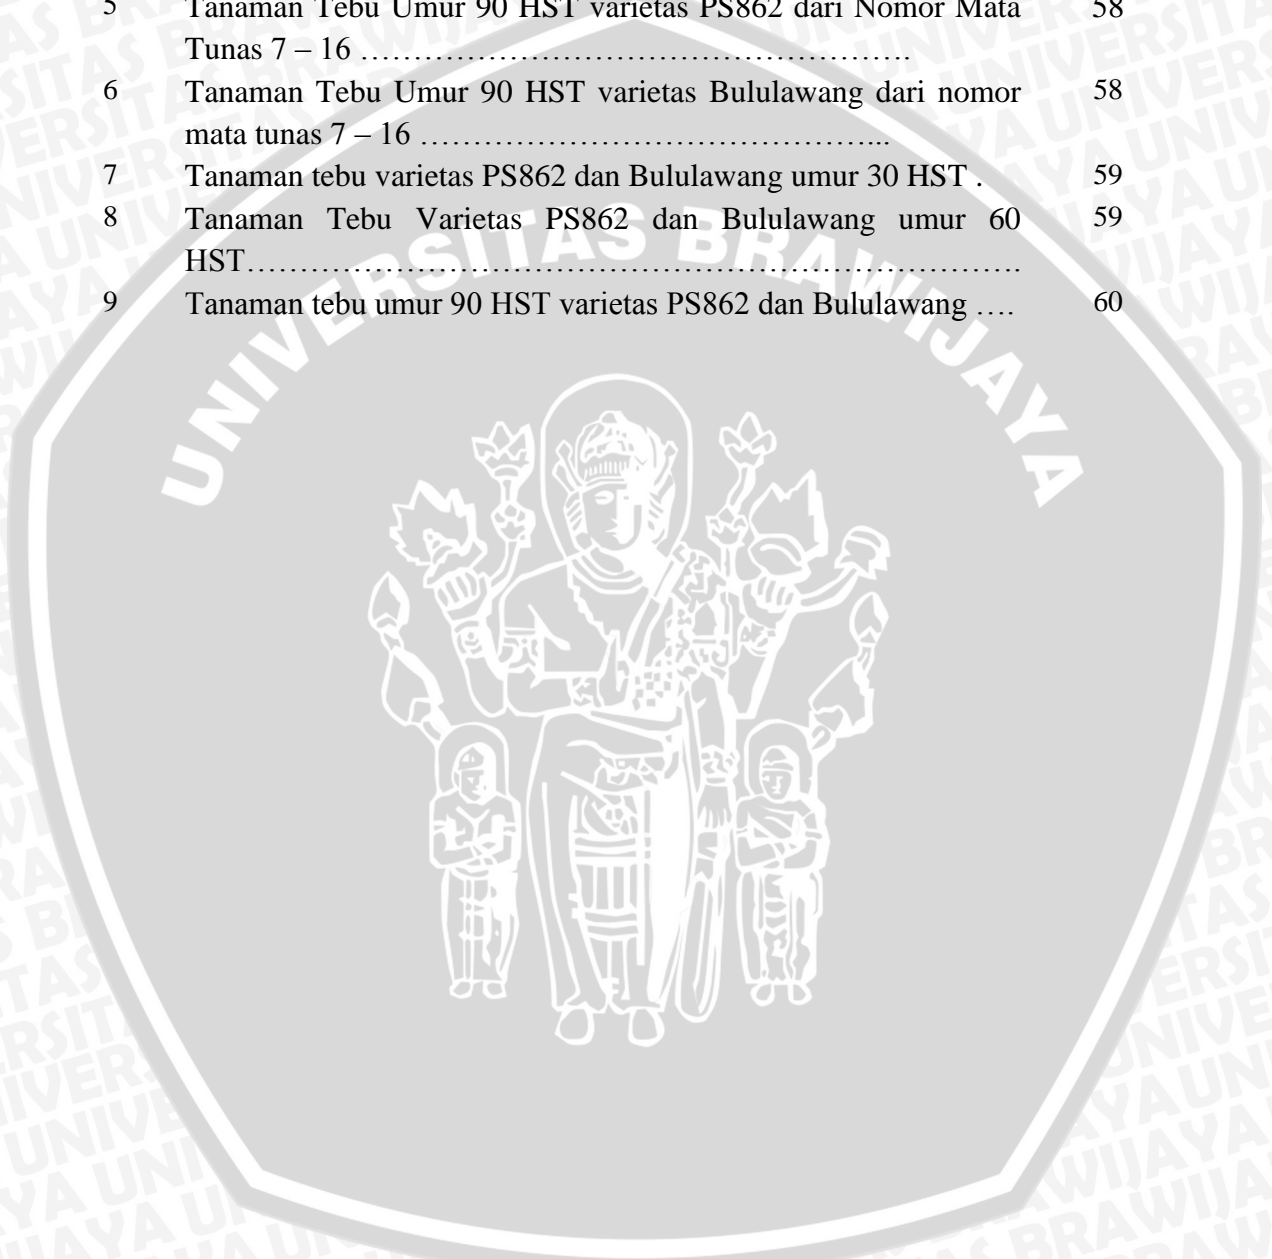 5 Tanaman Tebu Umur 90 HST varietas PS862 dari Nomor Mata 58
Tunas 7 – 16 ……………………………………………
6 Tanaman Tebu Umur 90 HST varietas Bululawang dari nomor 58
mata tunas 7 – 16 …………………………………...
7 Tanaman tebu varietas PS862 dan Bululawang umur 30 HST . 59
8 Tanaman Tebu Varietas PS862 dan Bululawang umur 60 59
HST……………………………………………………………….
9 Tanaman tebu umur 90 HST varietas PS862 dan Bululawang …. 60
UNIVERSITAS BRAWIJAYA